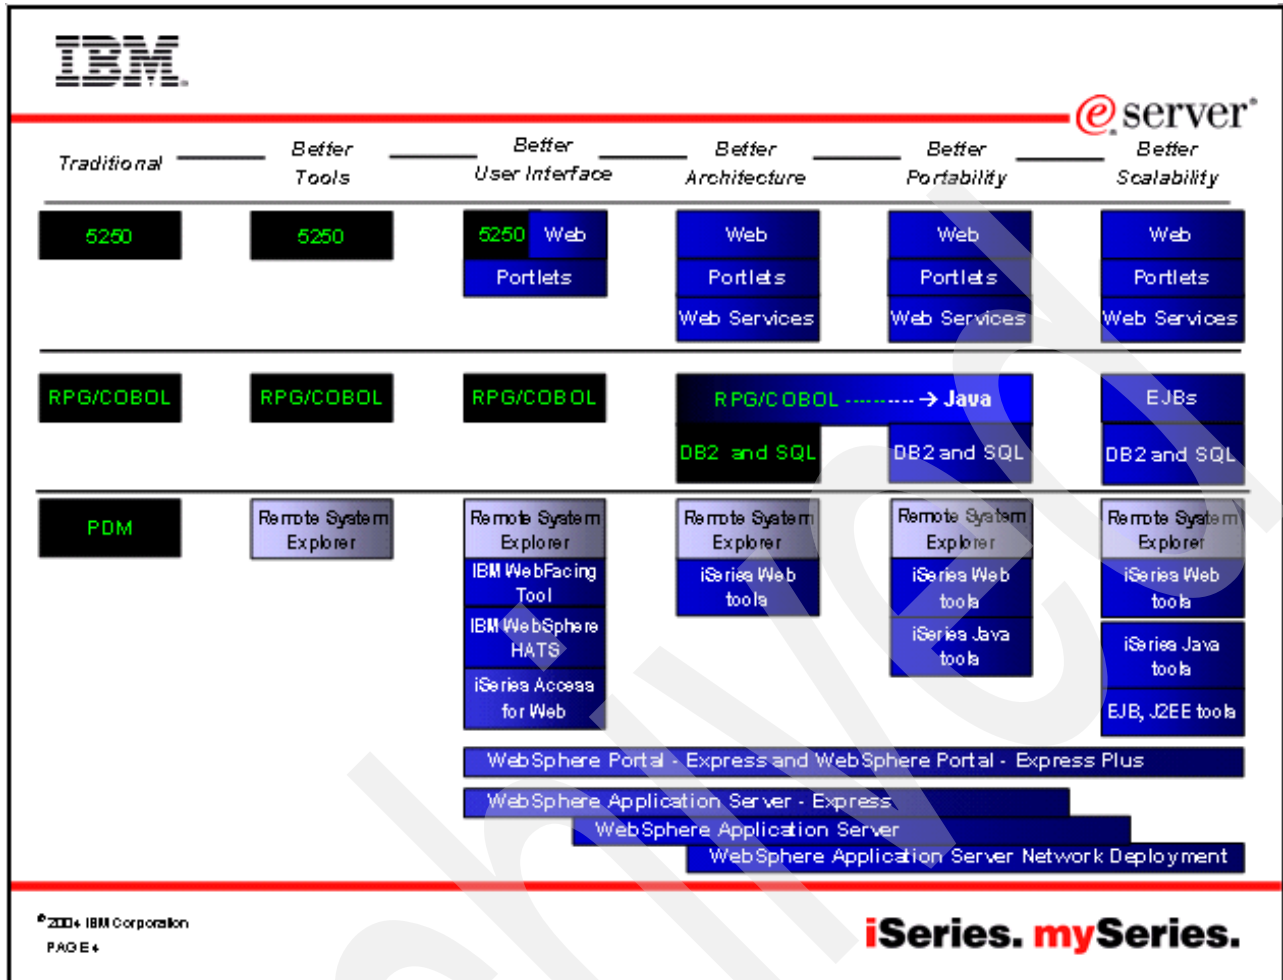 IBM
e server
Traditional
Better Tools
Better User Interface
Better Architecture
Better Portability
Better Scalability
5250
5250
5250 Web
Web
Web
Web
Portlets
Portlets
Portlets
Portlets
Web Services
Web Services
Web Services
RPG/COBOL
RPG/COBOL
RPG/COBOL
RPG/COBOL ---------- → Java
EJBs
DB2 and SQL
DB2 and SQL
DB2 and SQL
PDM
Remote System
Explorer
Remote System
Explorer
IBM WebFacing
Tool
IBM WebSphere
HATS
iSeries Access
for Web
Remote System
Explorer
iSeries Web
tools
Remote System
Explorer
iSeries Web
tools
iSeries Java
tools
Remote System
Explorer
iSeries Web
tools
iSeries Java
tools
EJB, J2EE tools
WebSphere Portal - Express and WebSphere Portal - Express Plus
WebSphere Application Server - Express
WebSphere Application Server
WebSphere Application Server Network Deployment
© 2004 IBM Corporation
PAGE 4
iSeries. mySeries.